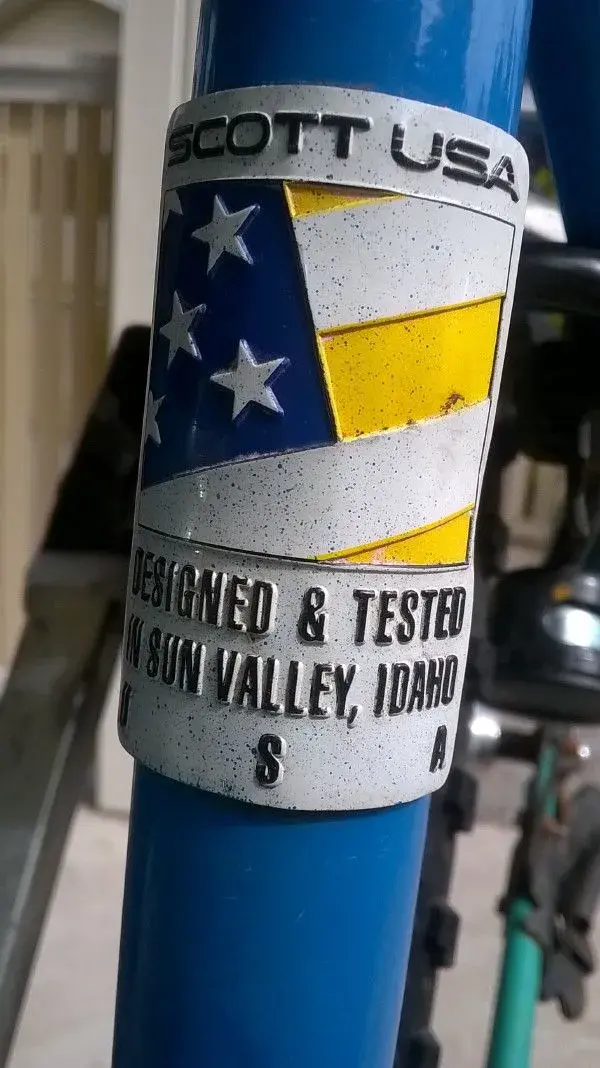 SCOTT USA
DESIGNED & TESTED
IN SUN VALLEY, IDAHO
U S A